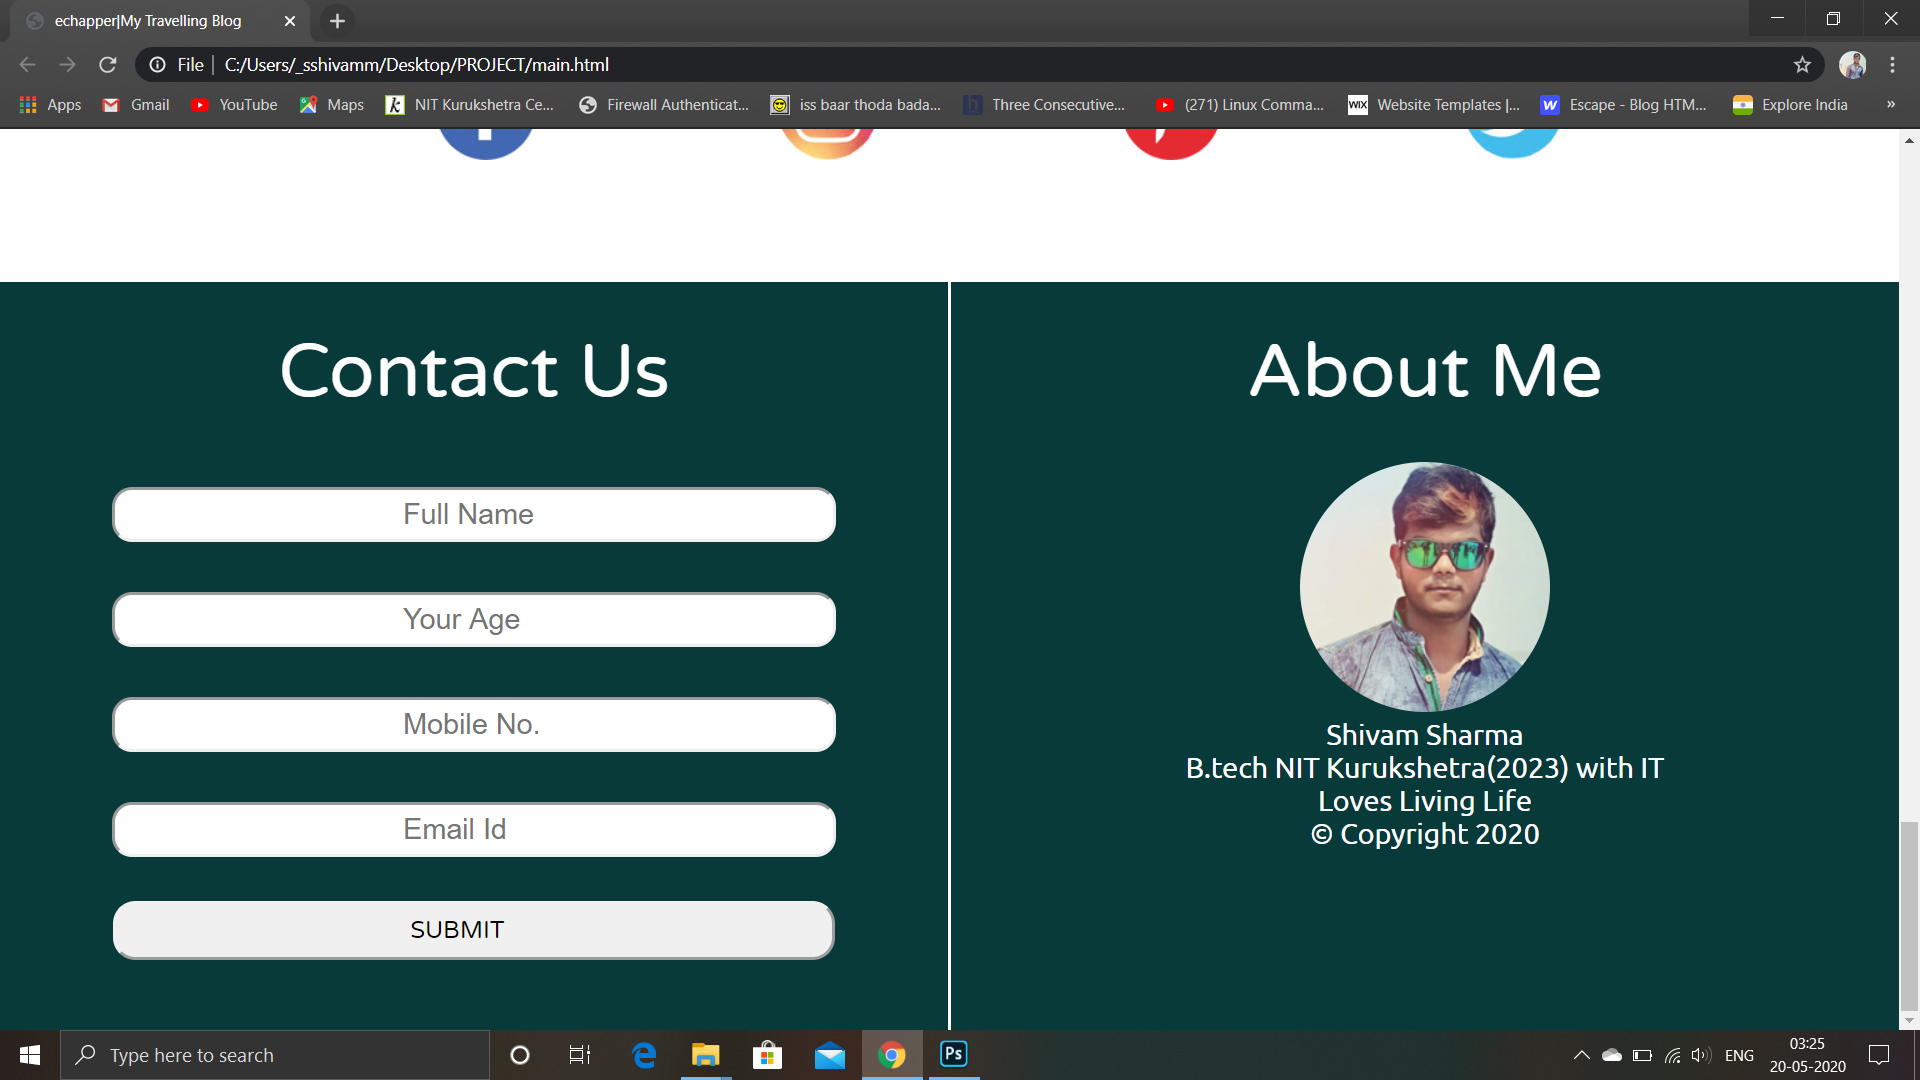 echapper|My Travelling Blog
File | C:/Users/_sshivamm/Desktop/PROJECT/main.html
Apps Gmail YouTube Maps NIT Kurukshetra Ce... Firewall Authenticat... iss baar thoda bada... Three Consecutive... (271) Linux Comma... WIX Website Templates |... Escape - Blog HTM... Explore India »
Contact Us
Full Name
Your Age
Mobile No.
Email Id
SUBMIT
About Me
Shivam Sharma
B.tech NIT Kurukshetra(2023) with IT
Loves Living Life
© Copyright 2020
Type here to search
Ps
ENG
03:25
20-05-2020